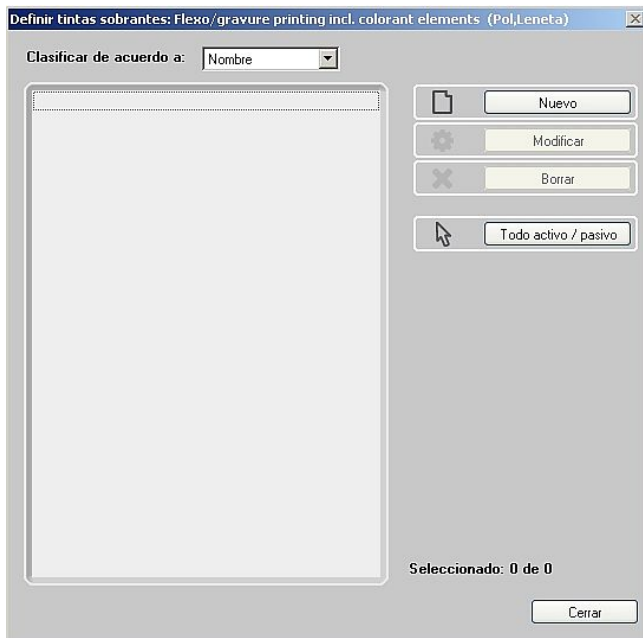 Definir tintas sobrantes: Flexo/gravure printing incl. colorant elements (Pol,Leneta)
Clasificar de acuerdo a: Nombre
Nuevo
Modificar
Borrar
Todo activo / pasivo
Seleccionado: 0 de 0
Cerrar